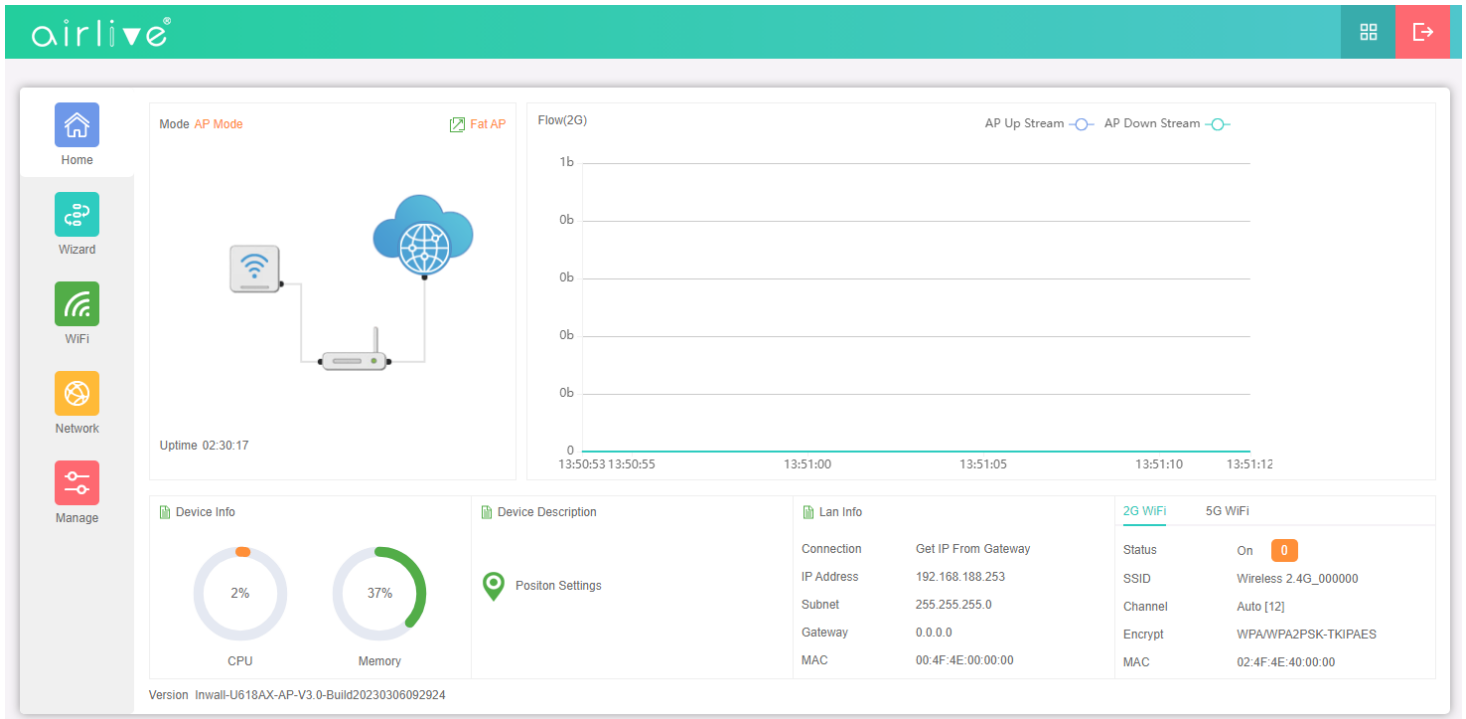 airlive®
Home
Wizard
WiFi
Network
Manage
Mode AP Mode
Fat AP
Uptime 02:30:17
Flow(2G)
AP Up Stream
AP Down Stream
1b
0b
0b
0b
0b
0
13:50:53 13:50:55 13:51:00 13:51:05 13:51:10 13:51:12
Device Info
2%
37%
CPU
Memory
Device Description
Positon Settings
Lan Info
Connection Get IP From Gateway
IP Address 192.168.188.253
Subnet 255.255.255.0
Gateway 0.0.0.0
MAC 00:4F:4E:00:00:00
2G WiFi 5G WiFi
Status On 0
SSID Wireless 2.4G_000000
Channel Auto [12]
Encrypt WPA/WPA2PSK-TKIPAES
MAC 02:4F:4E:40:00:00
Version Inwall-U618AX-AP-V3.0-Build20230306092924